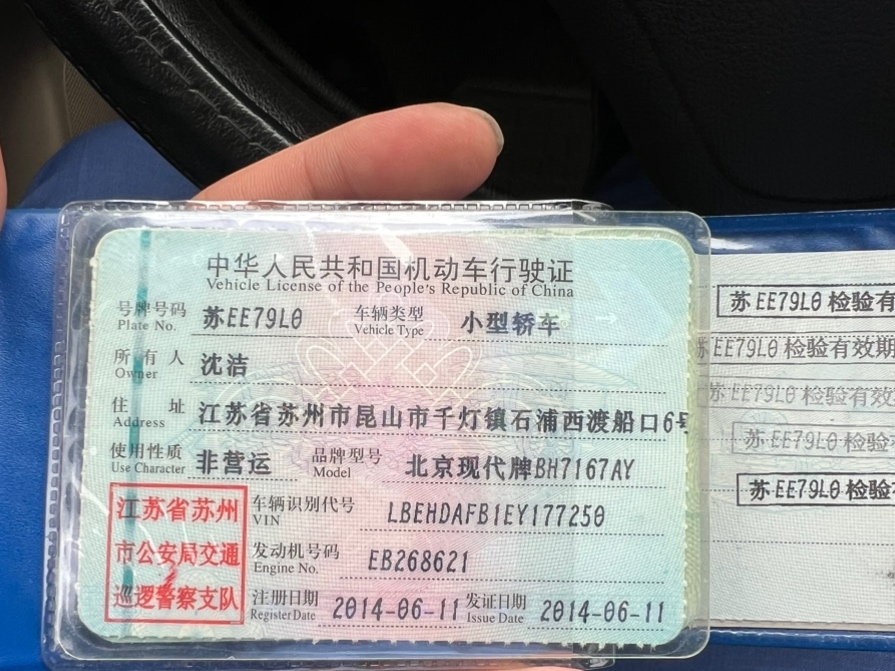 中华人民共和国机动车行驶证
Vehicle License of the People's Republic of China
号牌号码 Plate No. 苏EE79L0 车辆类型 Vehicle Type 小型轿车
所有人 Owner 沈洁
住址 Address 江苏省苏州市昆山市千灯镇石浦西渡船口6号
使用性质 Use Character 非营运 品牌型号 Model 北京现代牌BH7167AY
车辆识别代号 VIN LBEHDAFB1EY177250
发动机号码 Engine No. EB268621
注册日期 Register Date 2014-06-11 发证日期 Issue Date 2014-06-11
江苏省苏州
市公安局交通
巡逻警察支队
苏EE79L0检验有
苏EE79L0检验有效期
苏EE79L0检验有效
苏EE79L0检验有
苏EE79L0检验有